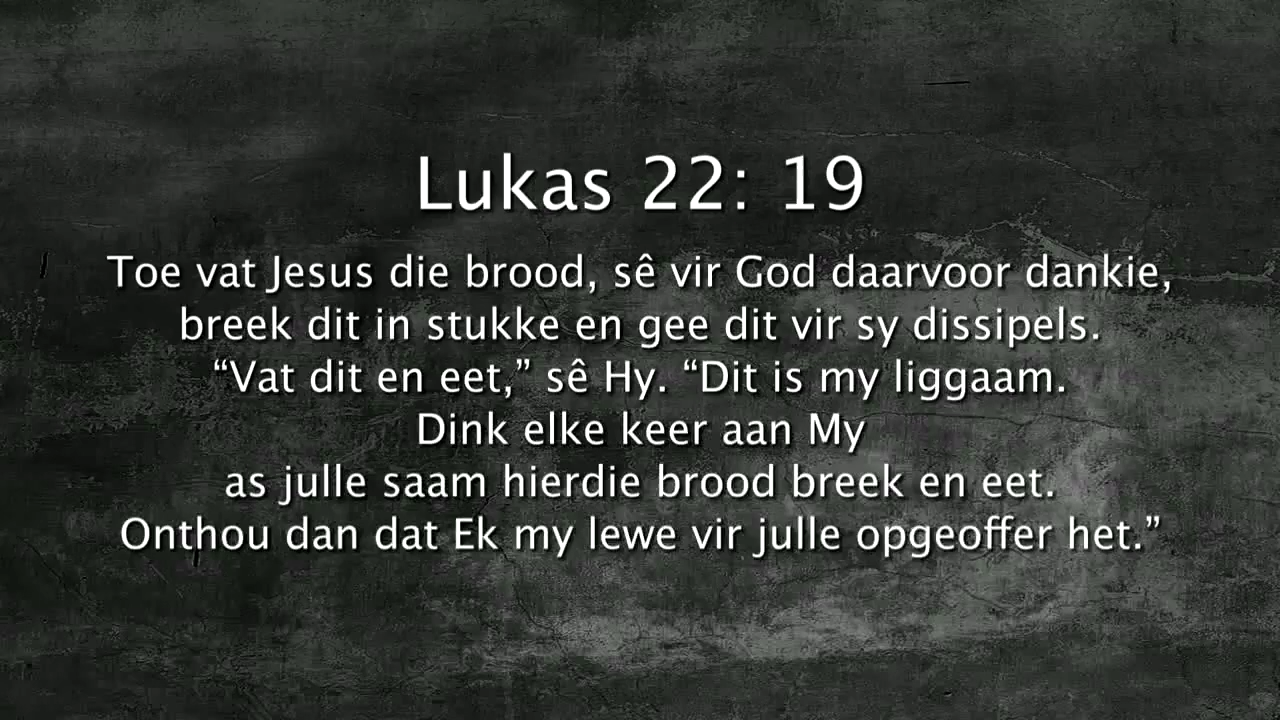 Lukas 22: 19
Toe vat Jesus die brood, sê vir God daarvoor dankie,
breek dit in stukke en gee dit vir sy dissipels.
“Vat dit en eet,” sê Hy. “Dit is my liggaam.
Dink elke keer aan My
as julle saam hierdie brood breek en eet.
Onthou dan dat Ek my lewe vir julle opgeoffer het.”